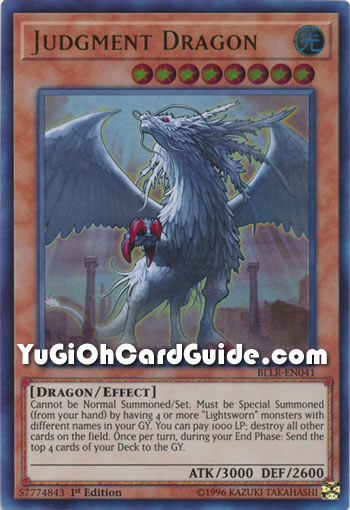 JUDGMENT DRAGON
光
YuGiOhCardGuide.com
BLLR-EN041
[DRAGON/EFFECT]
Cannot be Normal Summoned/Set. Must be Special Summoned
(from your hand) by having 4 or more "Lightsworn" monsters with
different names in your GY. You can pay 1000 LP; destroy all other
cards on the field. Once per turn, during your End Phase: Send the
top 4 cards of your Deck to the GY.
ATK/3000 DEF/2600
57774843 1st Edition ©1996 KAZUKI TAKAHASHI